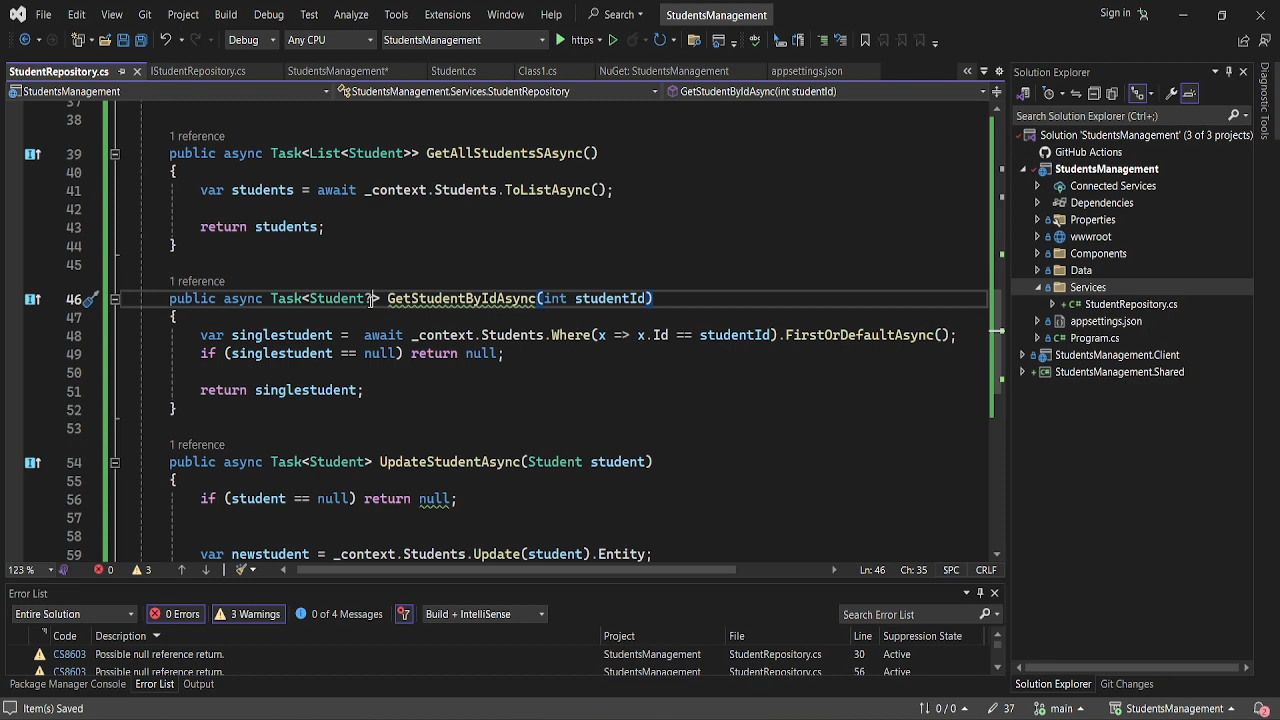 File Edit View Git Project Build Debug Test Analyze Tools Extensions Window Help Search StudentsManagement Sign in
Debug Any CPU StudentsManagement https
StudentRepository.cs IStudentRepository.cs StudentsManagement* Student.cs Class1.cs NuGet: StudentsManagement appsettings.json
StudentsManagement StudentsManagement.Services.StudentRepository GetStudentByIdAsync(int studentId)
37
38
1 reference
39 public async Task<List<Student>> GetAllStudentsSAsync()
40 {
41 var students = await _context.Students.ToListAsync();
42
43 return students;
44 }
45
1 reference
46 public async Task<Student?> GetStudentByIdAsync(int studentId)
47 {
48 var singlestudent = await _context.Students.Where(x => x.Id == studentId).FirstOrDefaultAsync();
49 if (singlestudent == null) return null;
50
51 return singlestudent;
52 }
53
1 reference
54 public async Task<Student> UpdateStudentAsync(Student student)
55 {
56 if (student == null) return null;
57
58
59 var newstudent = _context.Students.Update(student).Entity;
123 % 0 3 Ln: 46 Ch: 35 SPC CRLF
Error List
Entire Solution 0 Errors 3 Warnings 0 of 4 Messages Build + IntelliSense Search Error List
Code Description Project File Line Suppression State
CS8603 Possible null reference return. StudentsManagement StudentRepository.cs 30 Active
CS8603 Possible null reference return. StudentsManagement StudentRepository.cs 56 Active
Package Manager Console Error List Output
Solution Explorer
Search Solution Explorer (Ctrl+;)
Solution 'StudentsManagement' (3 of 3 projects)
GitHub Actions
StudentsManagement
Connected Services
Dependencies
Properties
wwwroot
Components
Data
Services
StudentRepository.cs
appsettings.json
Program.cs
StudentsManagement.Client
StudentsManagement.Shared
Solution Explorer Git Changes
Diagnostic Tools
Item(s) Saved 0 / 0 37 main StudentsManagement 2